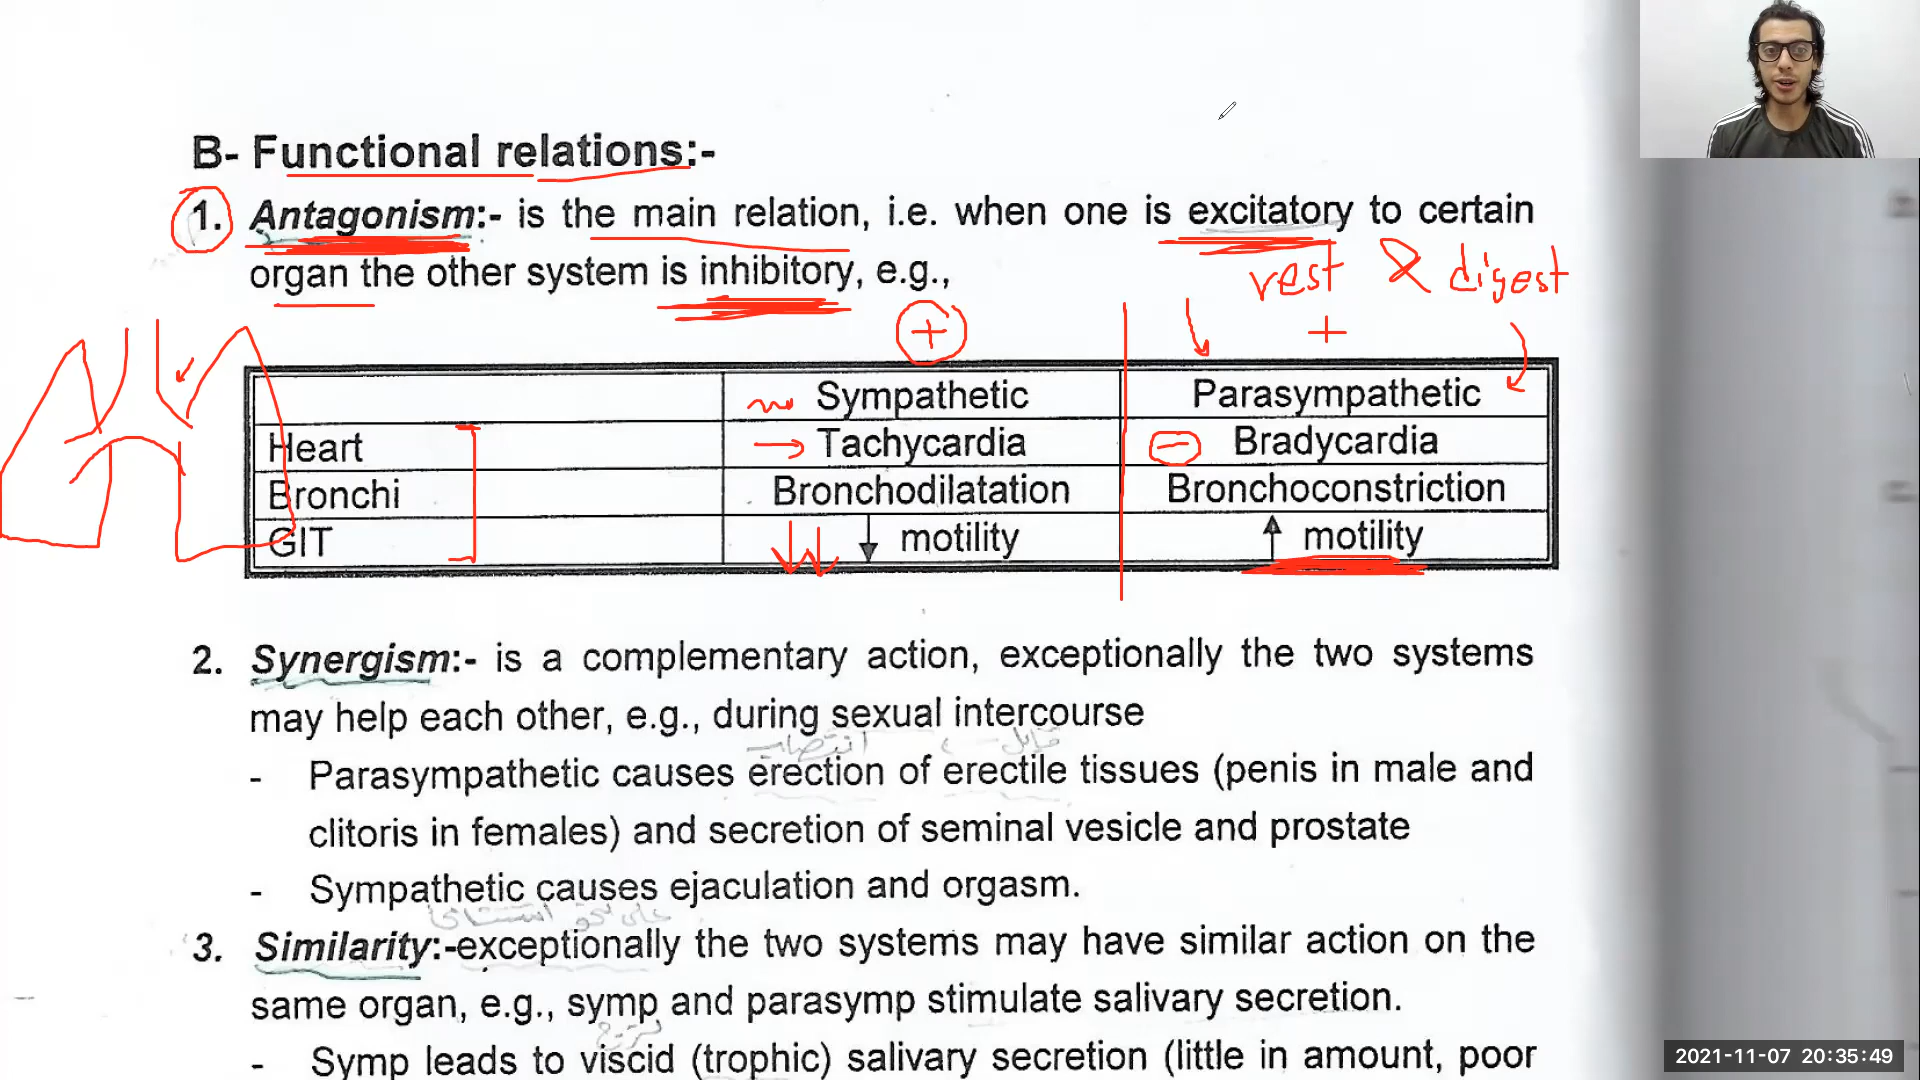 B- Functional relations:-
1. Antagonism:- is the main relation, i.e. when one is excitatory to certain
organ the other system is inhibitory, e.g.,
rest & digest
+ +
Sympathetic Parasympathetic
Heart Tachycardia - Bradycardia
Bronchi Bronchodilatation Bronchoconstriction
GIT ↓ motility ↑ motility
2. Synergism:- is a complementary action, exceptionally the two systems
may help each other, e.g., during sexual intercourse
انتصاب
- Parasympathetic causes erection of erectile tissues (penis in male and
clitoris in females) and secretion of seminal vesicle and prostate
- Sympathetic causes ejaculation and orgasm.
على نحو استثنائي
3. Similarity:-exceptionally the two systems may have similar action on the
same organ, e.g., symp and parasymp stimulate salivary secretion.
- Symp leads to viscid (trophic) salivary secretion (little in amount, poor
2021-11-07 20:35:49